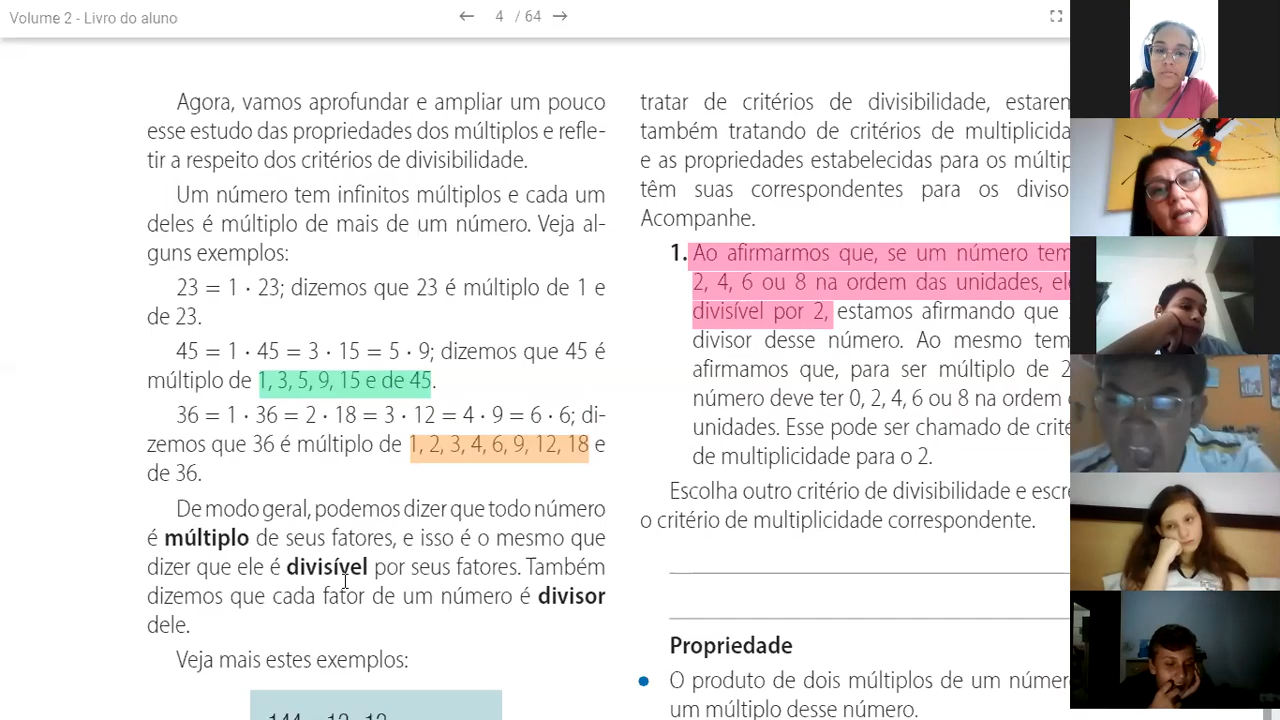 Volume 2 - Livro do aluno
4 / 64
Agora, vamos aprofundar e ampliar um pouco
esse estudo das propriedades dos múltiplos e refle-
tir a respeito dos critérios de divisibilidade.
Um número tem infinitos múltiplos e cada um
deles é múltiplo de mais de um número. Veja al-
guns exemplos:
23 = 1 · 23; dizemos que 23 é múltiplo de 1 e
de 23.
45 = 1 · 45 = 3 · 15 = 5 · 9; dizemos que 45 é
múltiplo de 1, 3, 5, 9, 15 e de 45.
36 = 1 · 36 = 2 · 18 = 3 · 12 = 4 · 9 = 6 · 6; di-
zemos que 36 é múltiplo de 1, 2, 3, 4, 6, 9, 12, 18 e
de 36.
De modo geral, podemos dizer que todo número
é múltiplo de seus fatores, e isso é o mesmo que
dizer que ele é divisível por seus fatores. Também
dizemos que cada fator de um número é divisor
dele.
Veja mais estes exemplos:
tratar de critérios de divisibilidade, estarem
também tratando de critérios de multiplicida
e as propriedades estabelecidas para os múltip
têm suas correspondentes para os diviso
Acompanhe.
1. Ao afirmarmos que, se um número tem
2, 4, 6 ou 8 na ordem das unidades, el
divisível por 2, estamos afirmando que
divisor desse número. Ao mesmo tem
afirmamos que, para ser múltiplo de 2
número deve ter 0, 2, 4, 6 ou 8 na ordem
unidades. Esse pode ser chamado de crité
de multiplicidade para o 2.
Escolha outro critério de divisibilidade e escre
o critério de multiplicidade correspondente.
Propriedade
O produto de dois múltiplos de um númer
um múltiplo desse número.